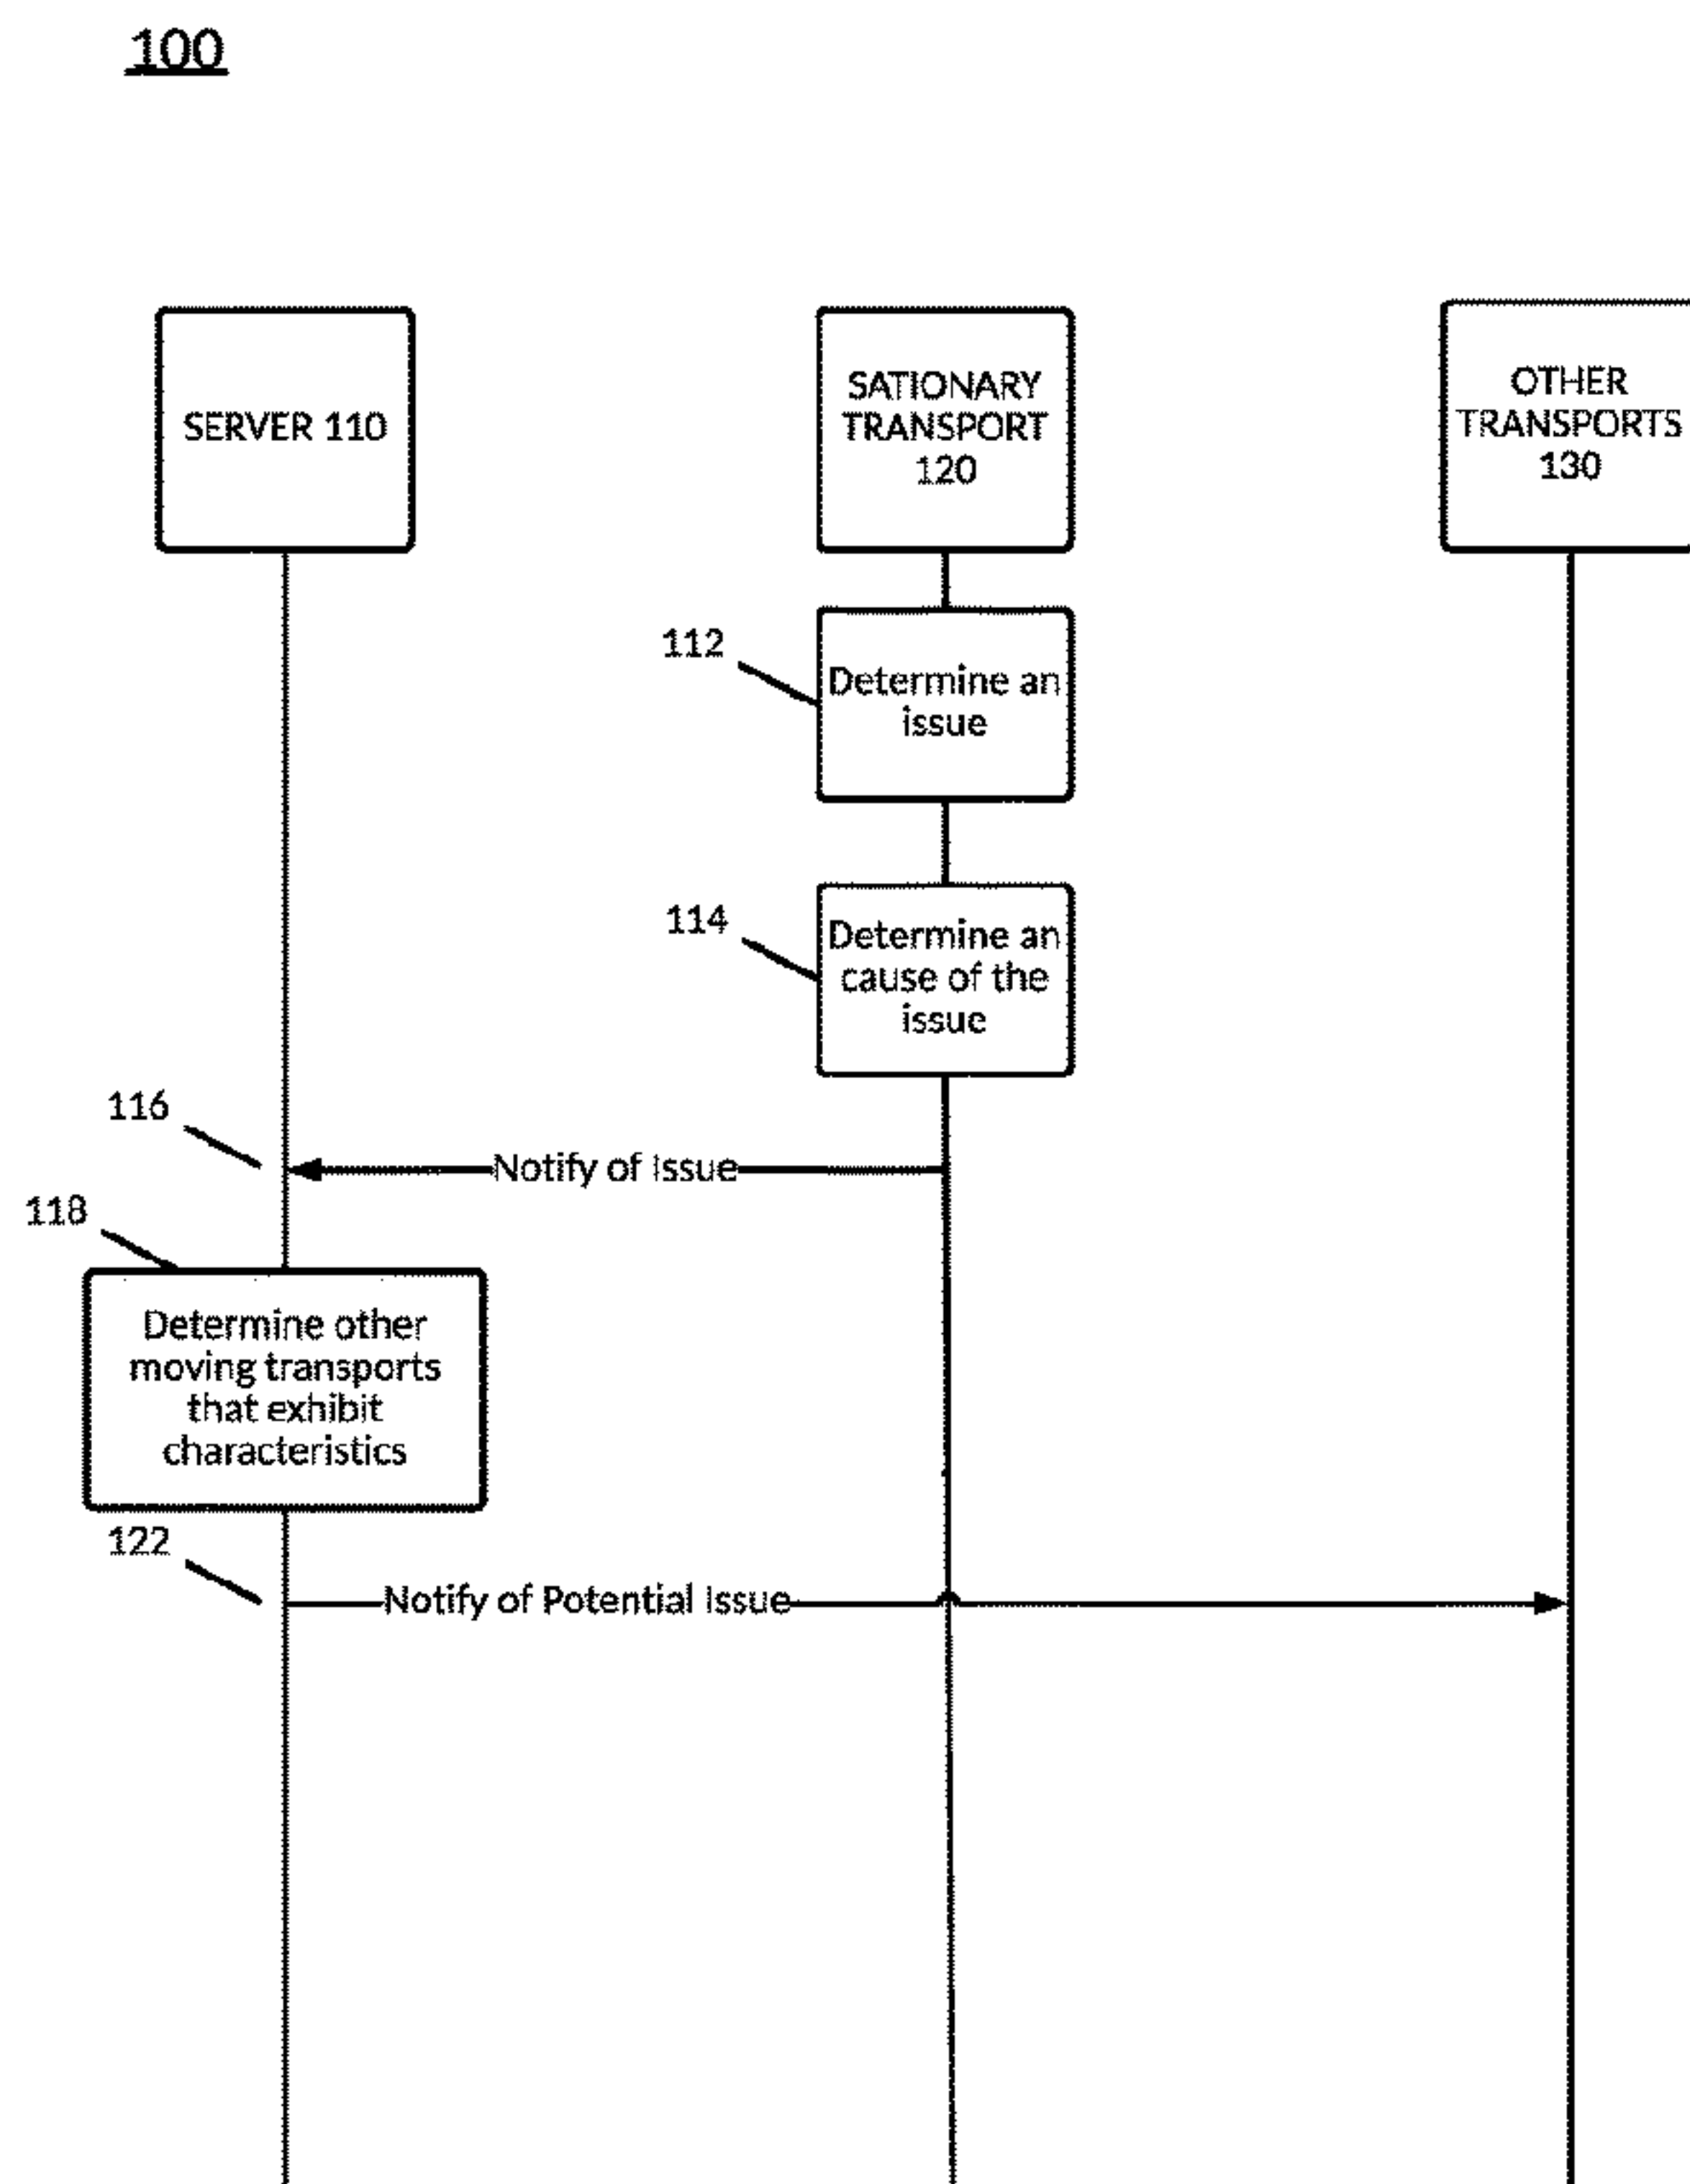 100
SERVER 110
SATIONARY
TRANSPORT
120
OTHER
TRANSPORTS
130
112
Determine an
issue
114
Determine an
cause of the
issue
116
Notify of Issue
118
Determine other
moving transports
that exhibit
characteristics
122
Notify of Potential Issue